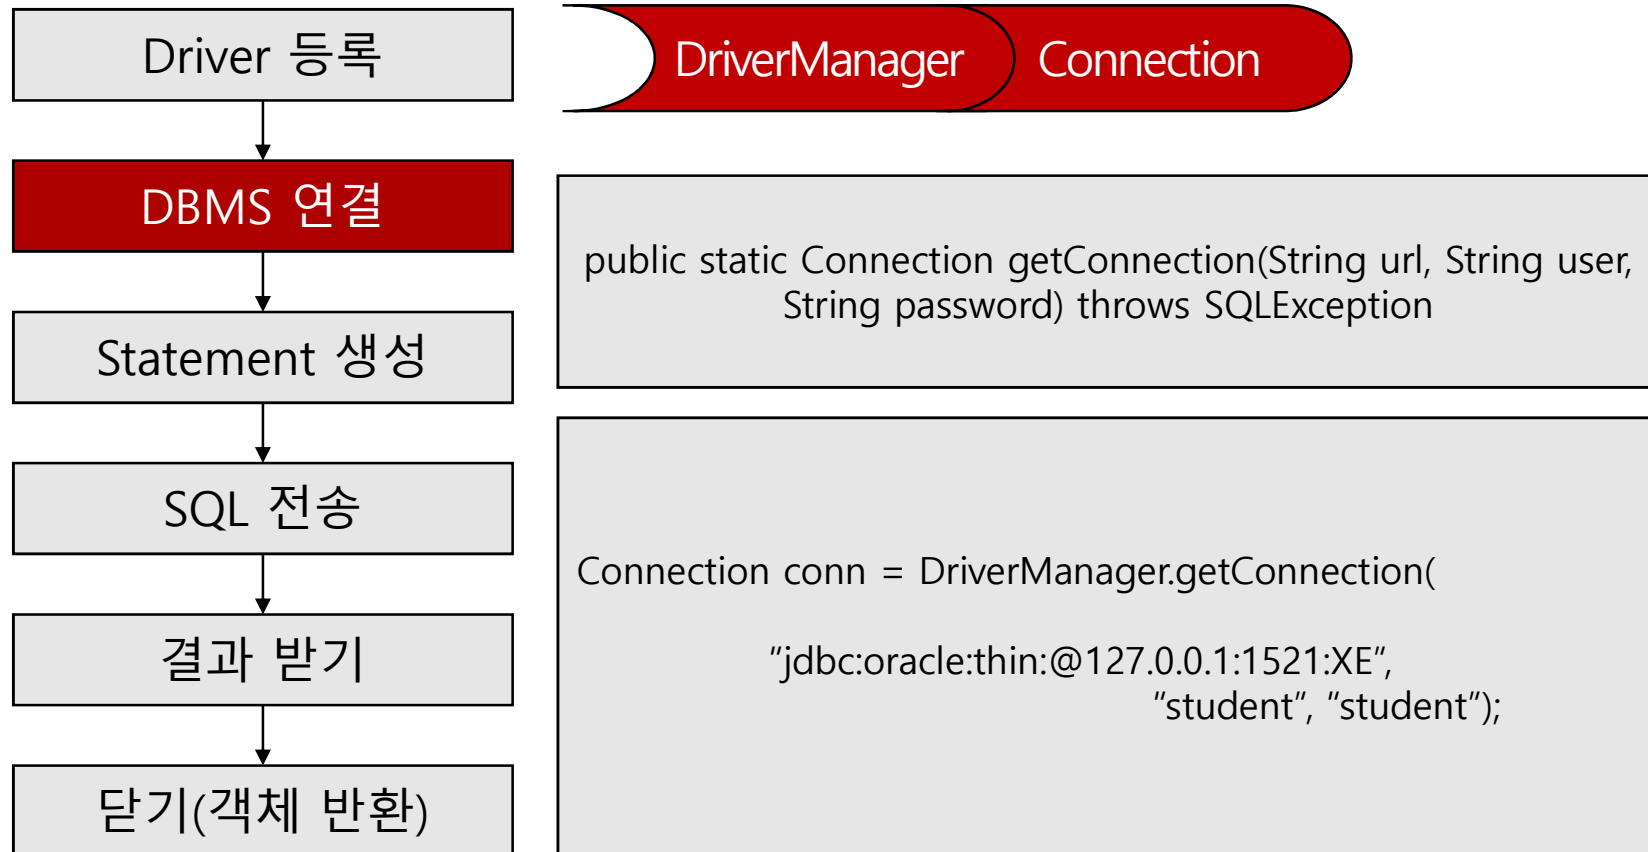 Driver 등록
DBMS 연결
Statement 생성
SQL 전송
결과 받기
닫기(객체 반환)
DriverManager
Connection
public static Connection getConnection(String url, String user,
String password) throws SQLException
Connection conn = DriverManager.getConnection(
“jdbc:oracle:thin:@127.0.0.1:1521:XE”,
“student”, “student”);